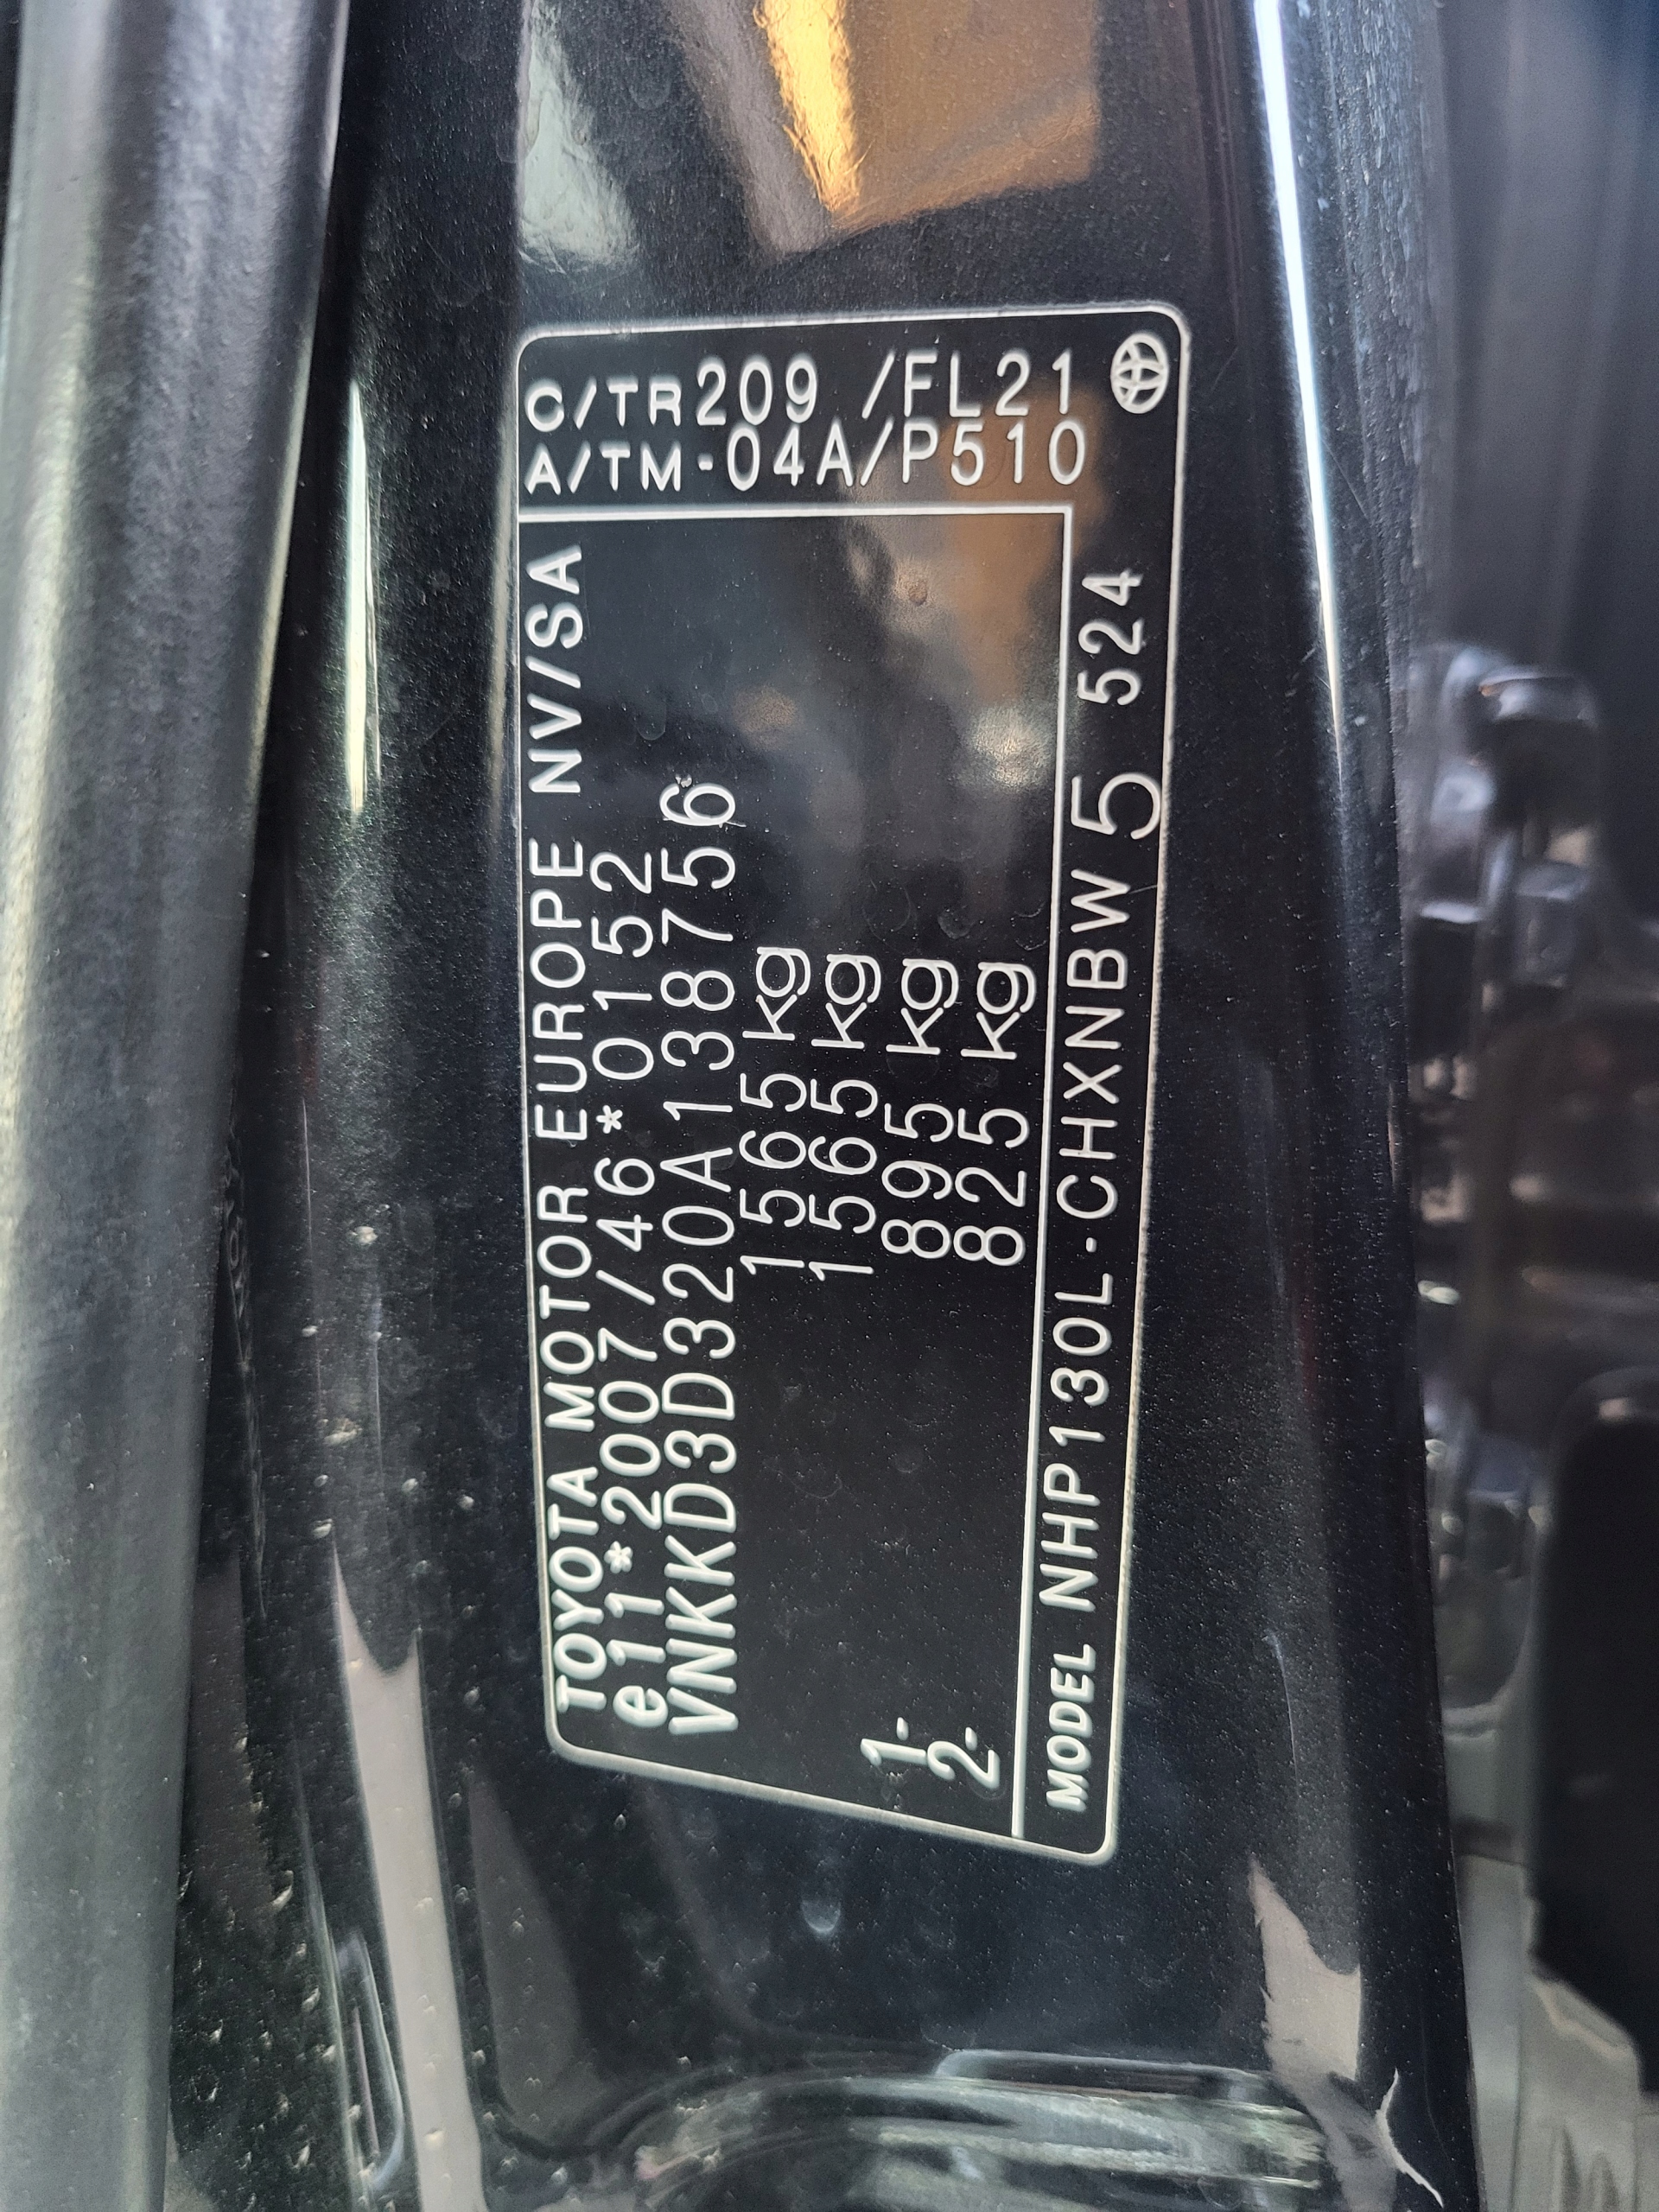 TOYOTA MOTOR EUROPE NV/SA
e11*2007/46*0152
VNKKD3D320A138756
1565 kg
1565 kg
1- 895 kg
2- 825 kg
C/TR209 /FL21
A/TM-04A/P510
MODEL NHP130L-CHXNBW 5 524